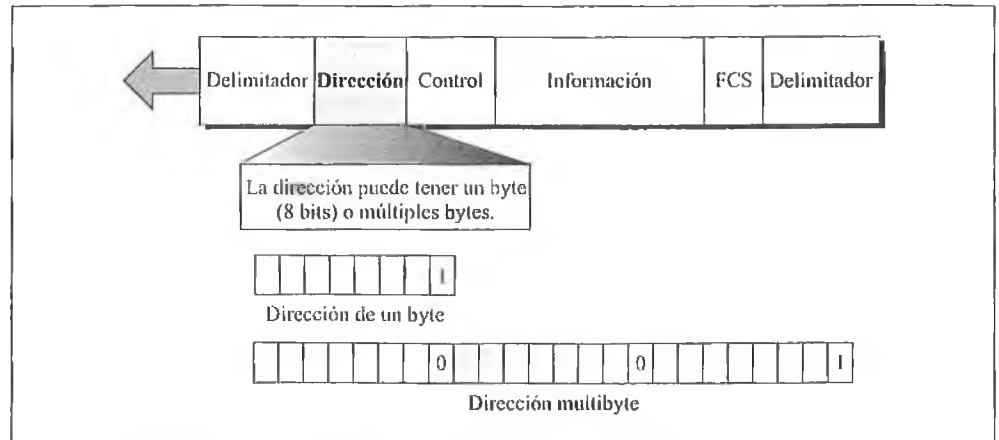 Delimitador Dirección Control Información FCS Delimitador
La dirección puede tener un byte
(8 bits) o múltiples bytes.
1
Dirección de un byte
0 0 1
Dirección multibyte